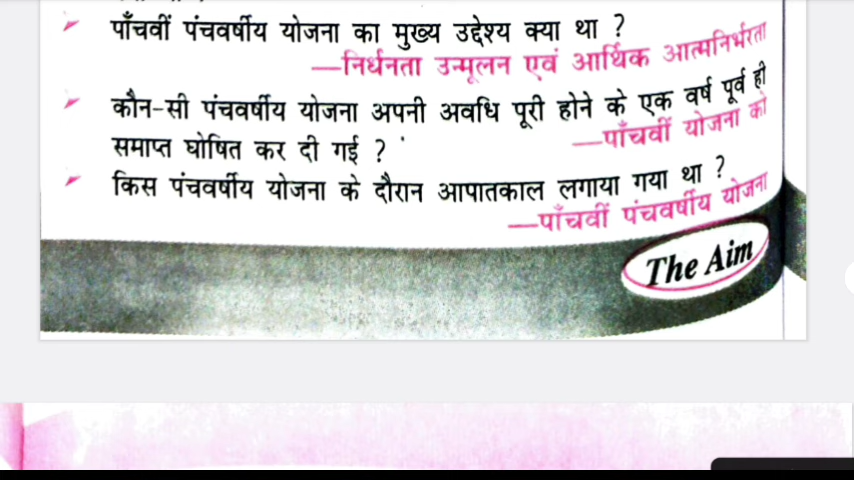 पाँचवीं पंचवर्षीय योजना का मुख्य उद्देश्य क्या था ?
—निर्धनता उन्मूलन एवं आर्थिक आत्मनिर्भरता
कौन-सी पंचवर्षीय योजना अपनी अवधि पूरी होने के एक वर्ष पूर्व ही
समाप्त घोषित कर दी गई ?
—पाँचवीं योजना को
किस पंचवर्षीय योजना के दौरान आपातकाल लगाया गया था ?
—पाँचवीं पंचवर्षीय योजना
The Aim